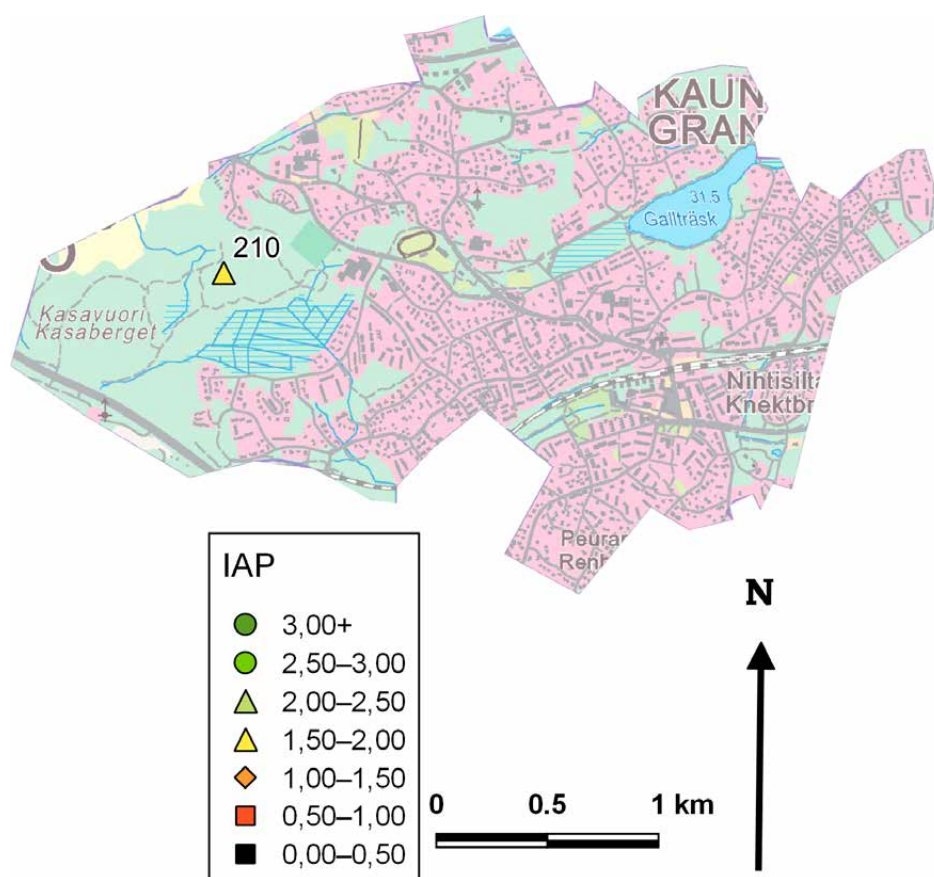 KAUN
GRAN
31.5
Gallträsk
210
Kasavuori
Kasaberget
Nihtisilta
Knektbr
Peura
Ren
IAP
3,00+
2,50–3,00
2,00–2,50
1,50–2,00
1,00–1,50
0,50–1,00
0,00–0,50
N
0 0.5 1 km